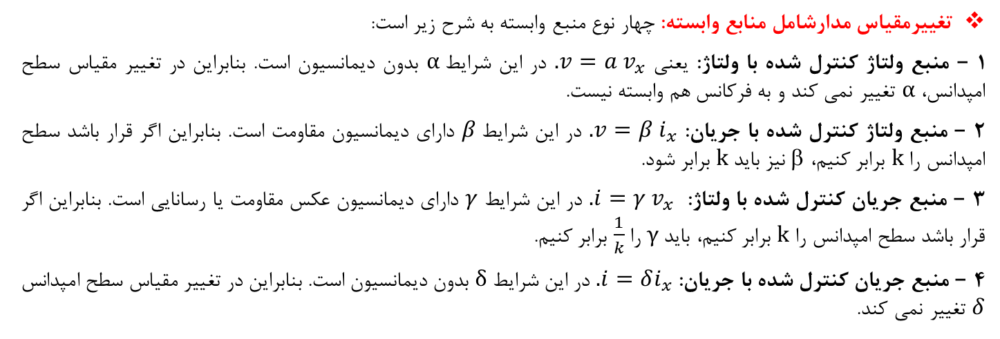 ❖ تغییرمقیاس مدارشامل منابع وابسته: چهار نوع منبع وابسته به شرح زیر است:
۱ – منبع ولتاژ کنترل شده با ولتاژ: یعنی v = a vₓ. در این شرایط α بدون دیمانسیون است. بنابراین در تغییر مقیاس سطح
امپدانس، α تغییر نمی کند و به فرکانس هم وابسته نیست.
۲ – منبع ولتاژ کنترل شده با جریان: v = β iₓ. در این شرایط β دارای دیمانسیون مقاومت است. بنابراین اگر قرار باشد سطح
امپدانس را k برابر کنیم، β نیز باید k برابر شود.
۳ – منبع جریان کنترل شده با ولتاژ: i = γ vₓ. در این شرایط γ دارای دیمانسیون عکس مقاومت یا رسانایی است. بنابراین اگر
قرار باشد سطح امپدانس را k برابر کنیم، باید γ را 1/k برابر کنیم.
۴ – منبع جریان کنترل شده با جریان: i = δiₓ. در این شرایط δ بدون دیمانسیون است. بنابراین در تغییر مقیاس سطح امپدانس
δ تغییر نمی کند.